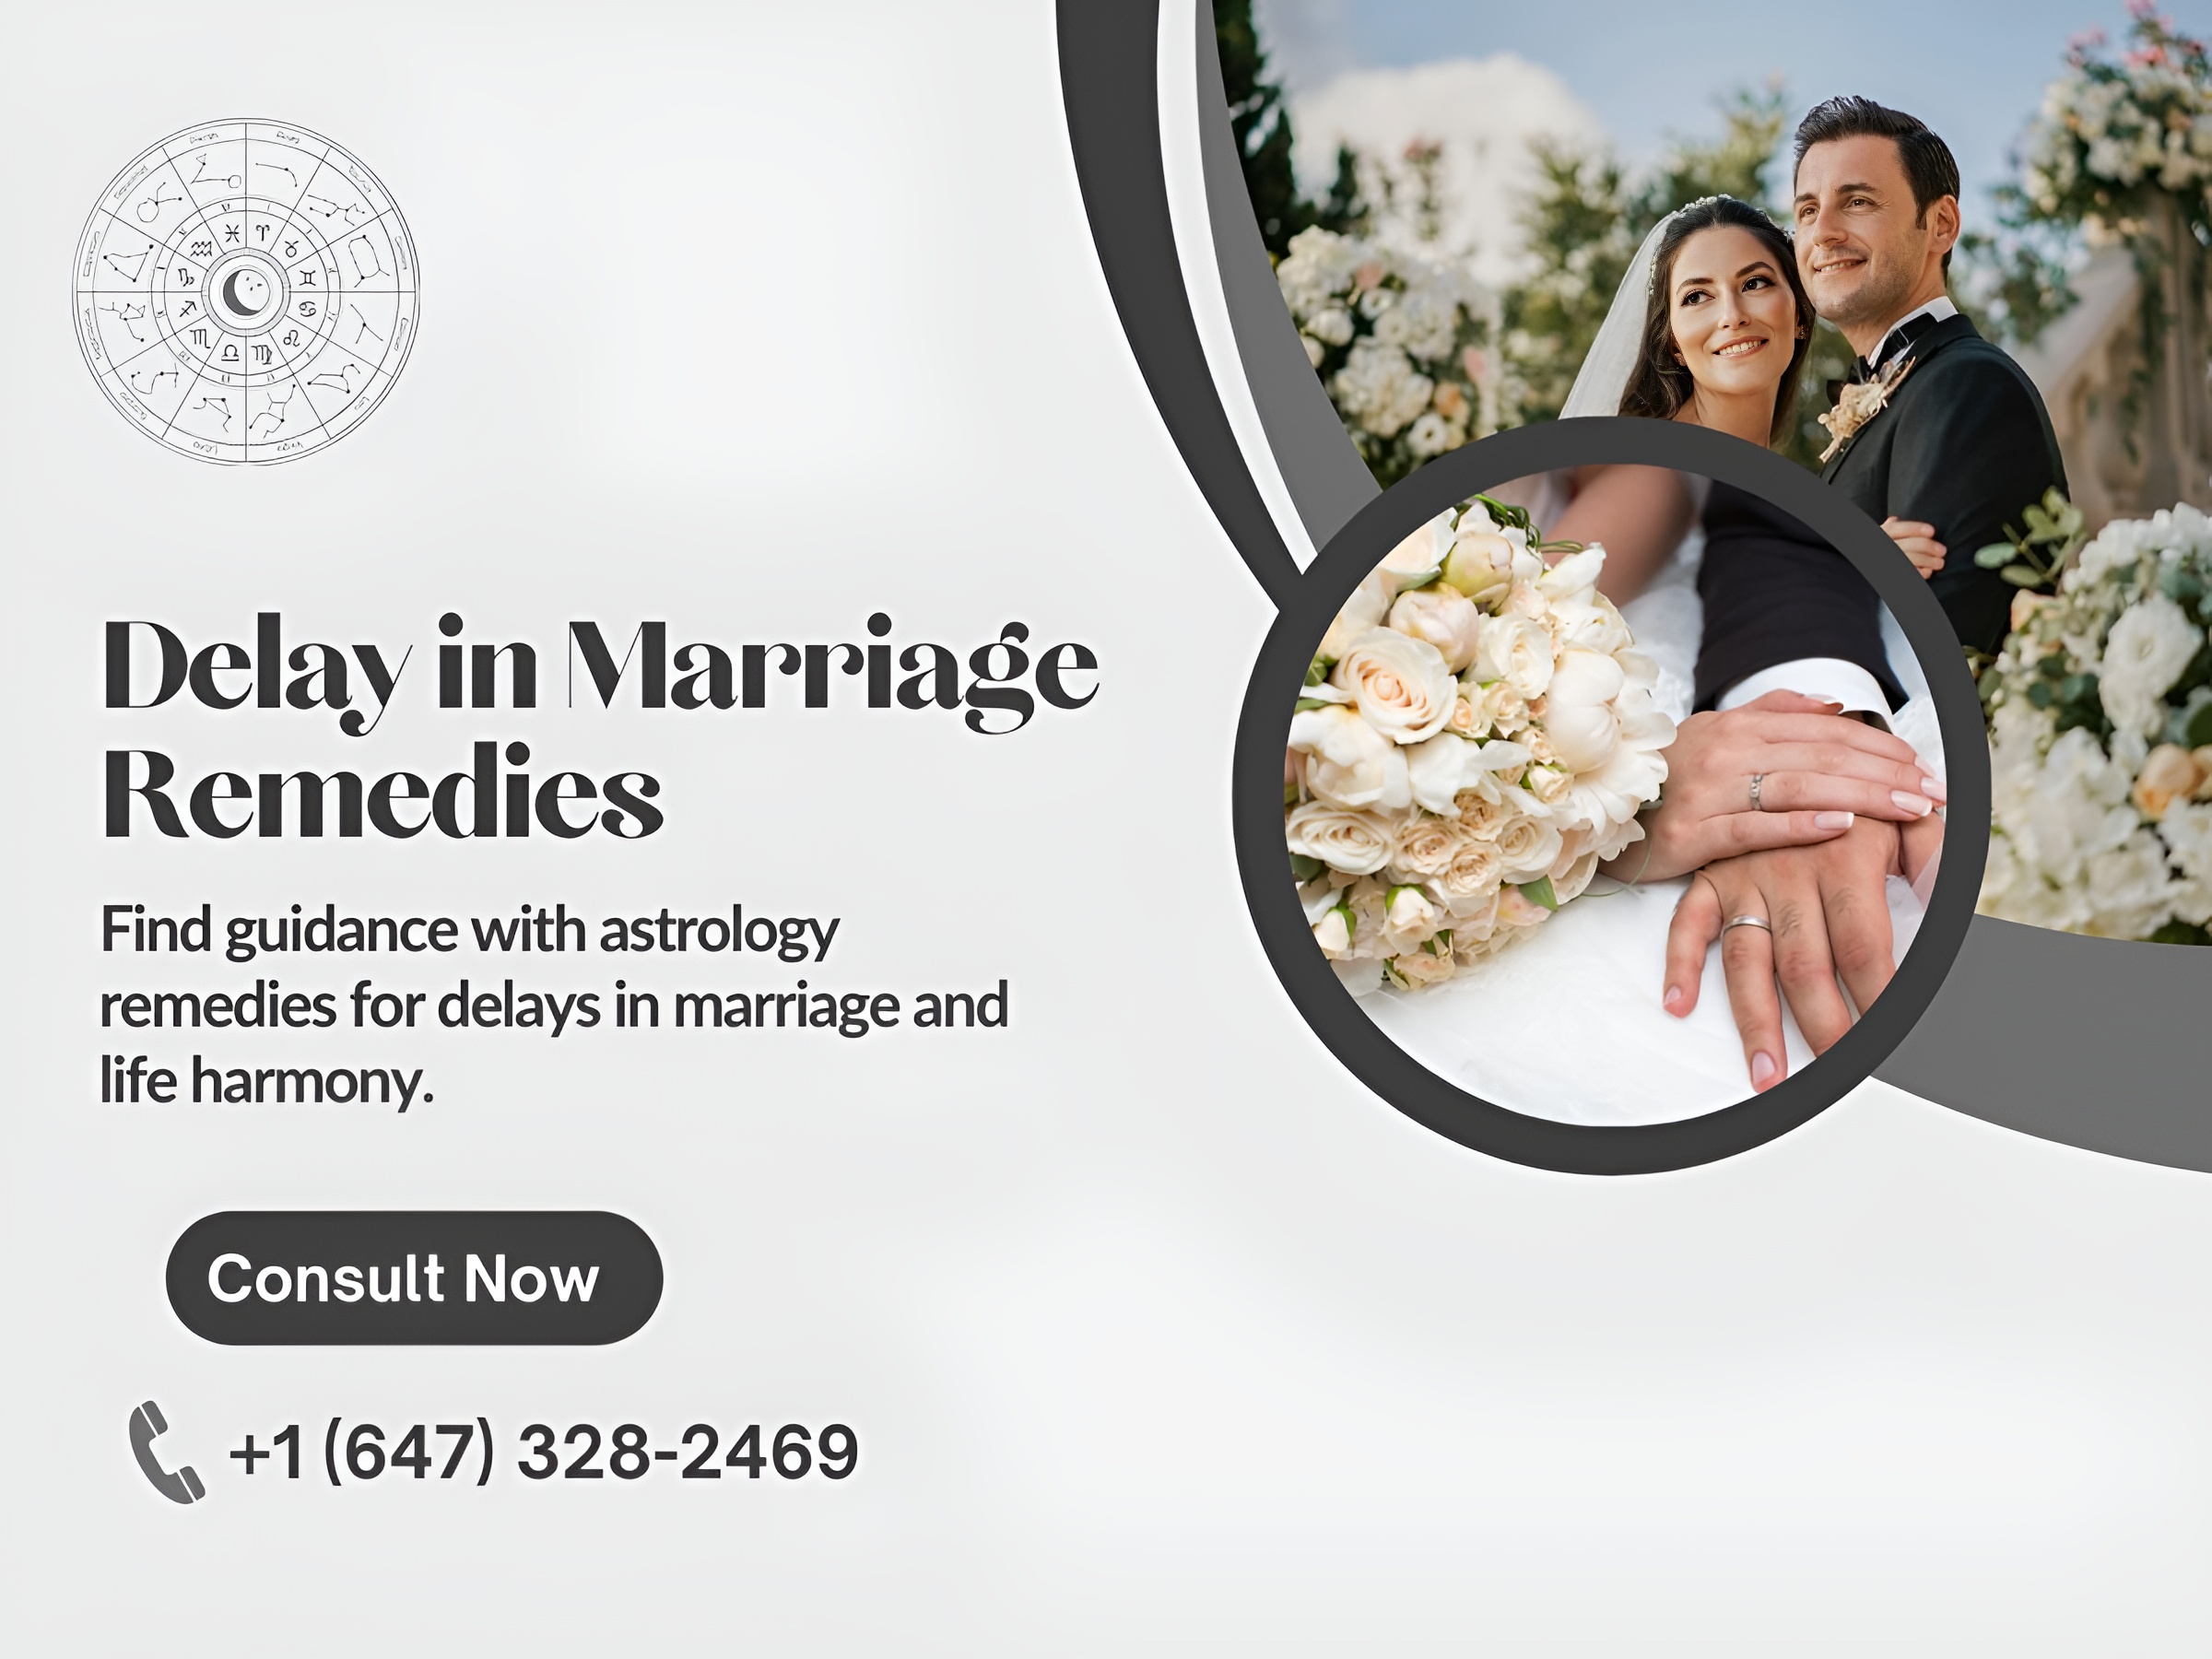 Delay in Marriage
Remedies
Find guidance with astrology
remedies for delays in marriage and
life harmony.
Consult Now
+1 (647) 328-2469